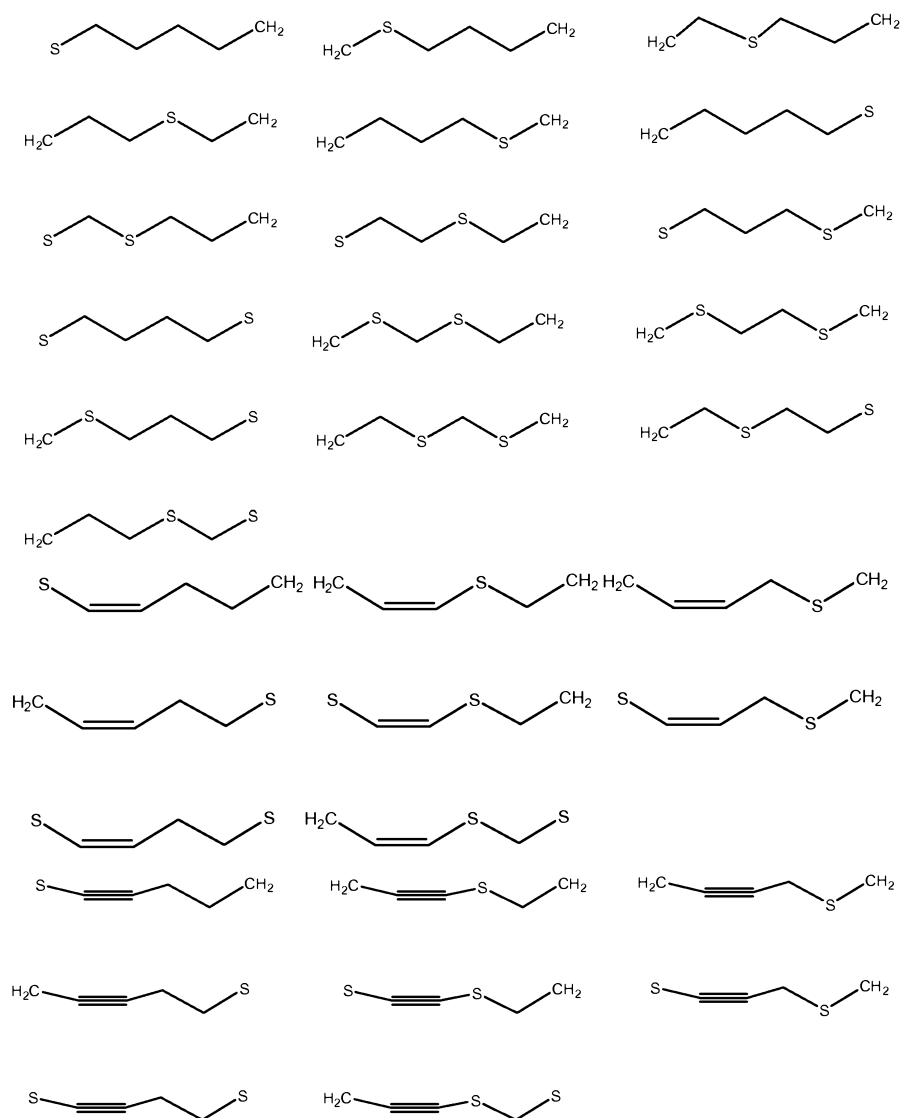 S CH₂ H₂C S CH₂ H₂C S CH₂
H₂C S CH₂ H₂C S CH₂ H₂C S
S S CH₂ S S CH₂ S S CH₂
S S H₂C S S CH₂ H₂C S S CH₂
H₂C S S H₂C S S CH₂ H₂C S S
H₂C S S
S CH₂ H₂C S CH₂ H₂C S CH₂
H₂C S S S CH₂ S S CH₂
S S H₂C S S
S CH₂ H₂C S CH₂ H₂C S CH₂
H₂C S S S CH₂ S S CH₂
S S H₂C S S